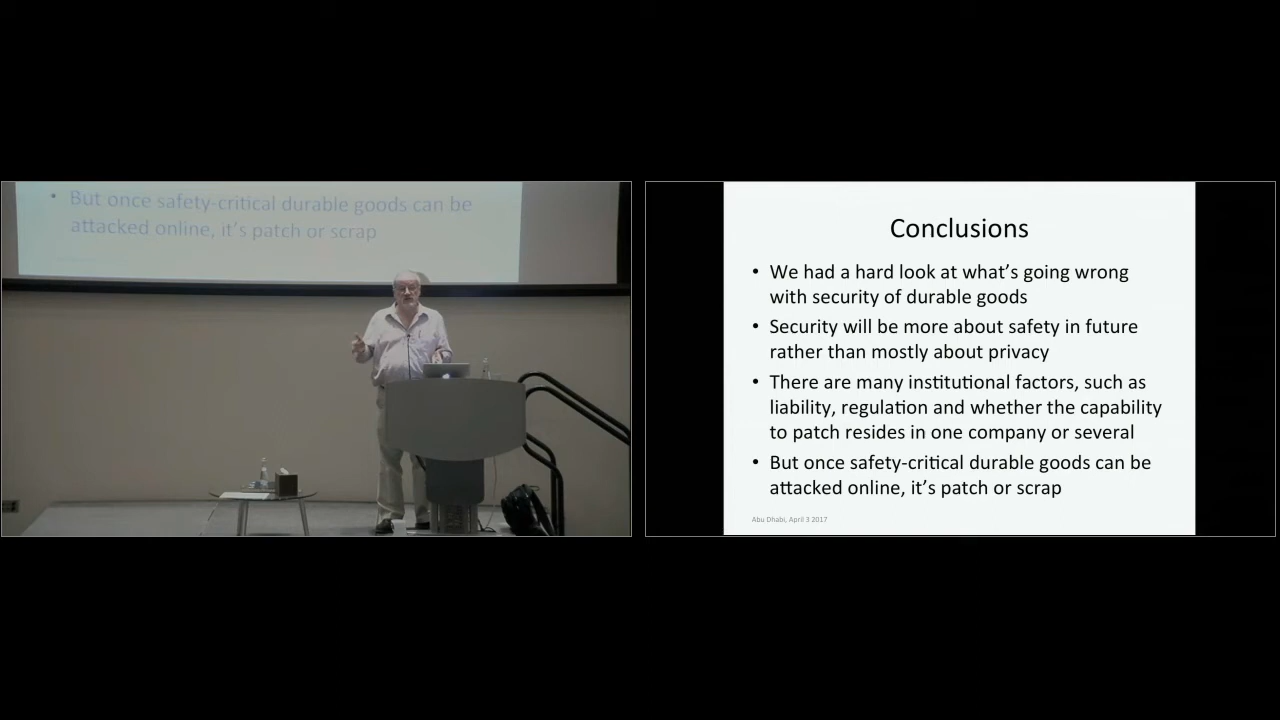 • But once safety-critical durable goods can be
attacked online, it's patch or scrap
Conclusions
• We had a hard look at what's going wrong
with security of durable goods
• Security will be more about safety in future
rather than mostly about privacy
• There are many institutional factors, such as
liability, regulation and whether the capability
to patch resides in one company or several
• But once safety-critical durable goods can be
attacked online, it's patch or scrap
Abu Dhabi, April 3 2017